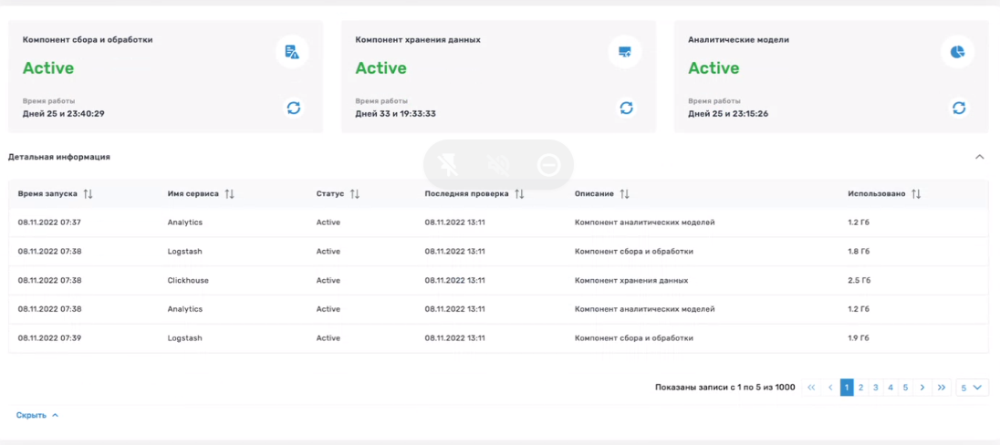 Компонент сбора и обработки
Active
Время работы
Дней 25 и 23:40:29
Компонент хранения данных
Active
Время работы
Дней 33 и 19:33:33
Аналитические модели
Active
Время работы
Дней 25 и 23:15:26
Детальная информация
Время запуска Имя сервиса Статус Последняя проверка Описание Использовано
08.11.2022 07:37 Analytics Active 08.11.2022 13:11 Компонент аналитических моделей 1.2 Гб
08.11.2022 07:38 Logstash Active 08.11.2022 13:11 Компонент сбора и обработки 1.8 Гб
08.11.2022 07:38 Clickhouse Active 08.11.2022 13:11 Компонент хранения данных 2.5 Гб
08.11.2022 07:38 Analytics Active 08.11.2022 13:11 Компонент аналитических моделей 1.2 Гб
08.11.2022 07:39 Logstash Active 08.11.2022 13:11 Компонент сбора и обработки 1.9 Гб
Показаны записи с 1 по 5 из 1000 « ‹ 1 2 3 4 5 › » 5
Скрыть